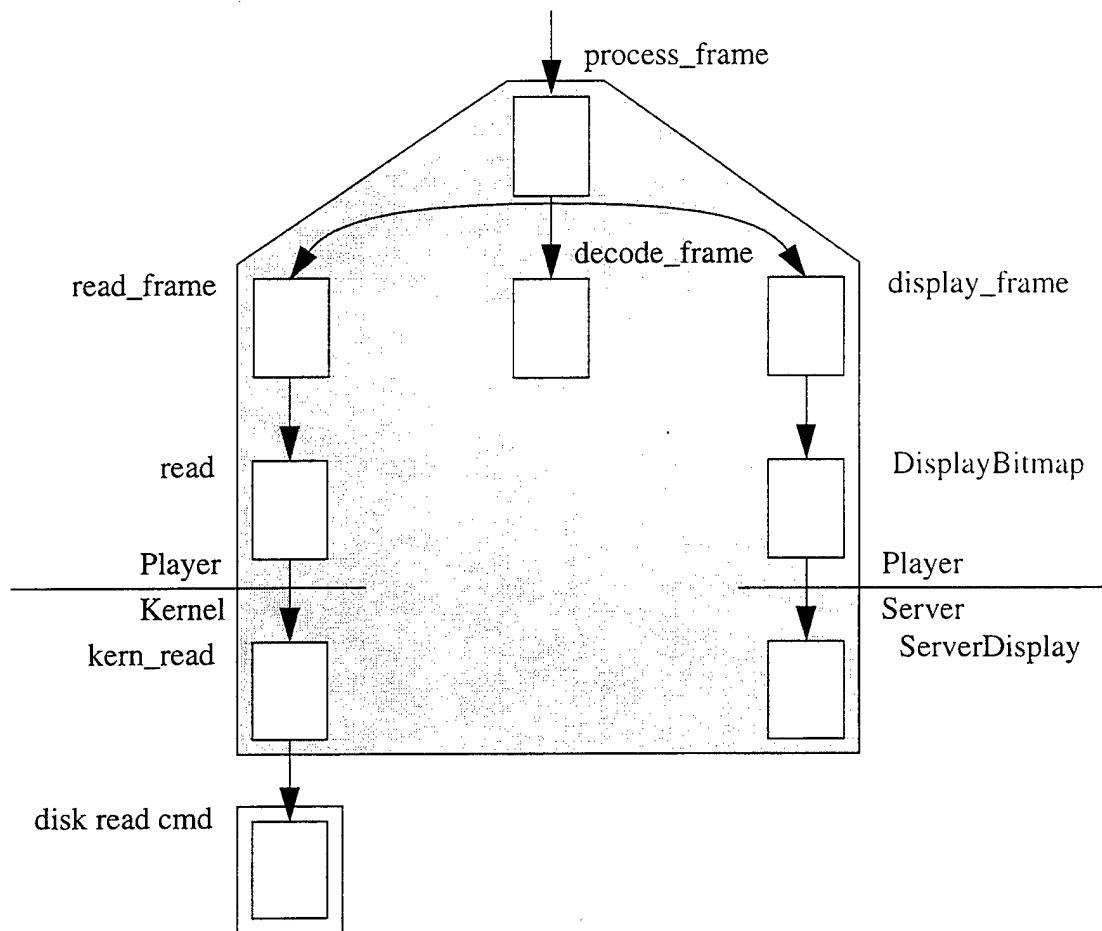 process_frame
decode_frame
read_frame
display_frame
read
DisplayBitmap
Player
Player
Kernel
Server
kern_read
ServerDisplay
disk read cmd